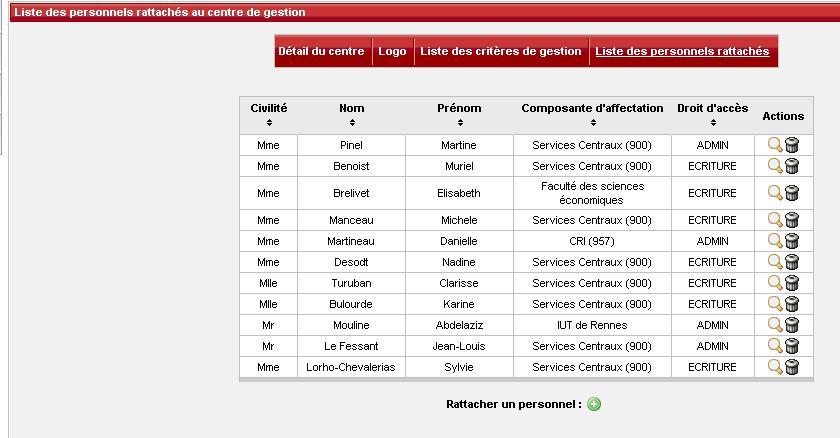 Liste des personnels rattachés au centre de gestion
Détail du centre Logo Liste des critères de gestion Liste des personnels rattachés
Civilité Nom Prénom Composante d'affectation Droit d'accès Actions
Mme Pinel Martine Services Centraux (900) ADMIN
Mme Benoist Muriel Services Centraux (900) ECRITURE
Mme Brelivet Elisabeth Faculté des sciences économiques ECRITURE
Mme Manceau Michele Services Centraux (900) ECRITURE
Mme Martineau Danielle CRI (957) ADMIN
Mme Desodt Nadine Services Centraux (900) ECRITURE
Mlle Turuban Clarisse Services Centraux (900) ECRITURE
Mlle Bulourde Karine Services Centraux (900) ECRITURE
Mr Mouline Abdelaziz IUT de Rennes ADMIN
Mr Le Fessant Jean-Louis Services Centraux (900) ADMIN
Mme Lorho-Chevalerias Sylvie Services Centraux (900) ECRITURE
Rattacher un personnel :